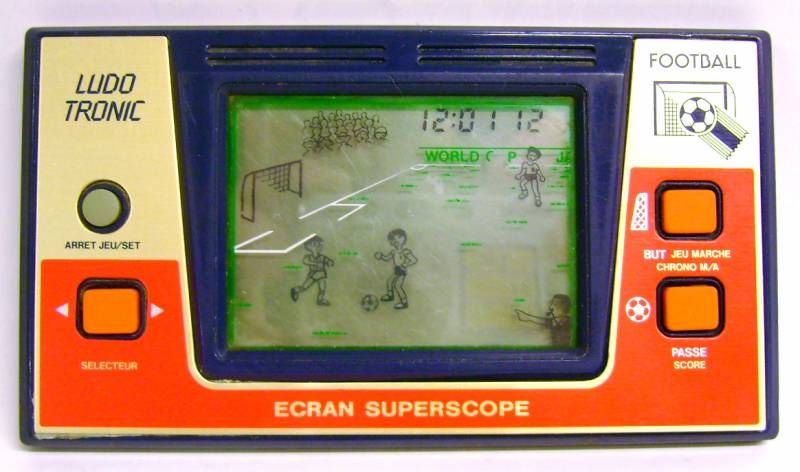 LUDO
TRONIC
FOOTBALL
12:01 12
WORLD C P
ARRET JEU/SET
BUT JEU MARCHE
CHRONO M/A
SELECTEUR
PASSE
SCORE
ECRAN SUPERSCOPE